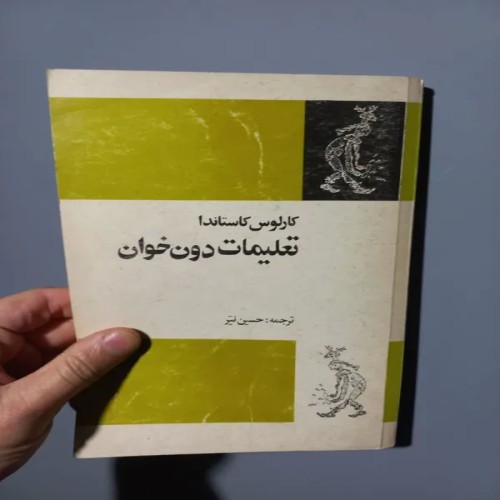 کارلوس کاستاندا
تعلیمات دون خوان
ترجمه: حسین نیّر